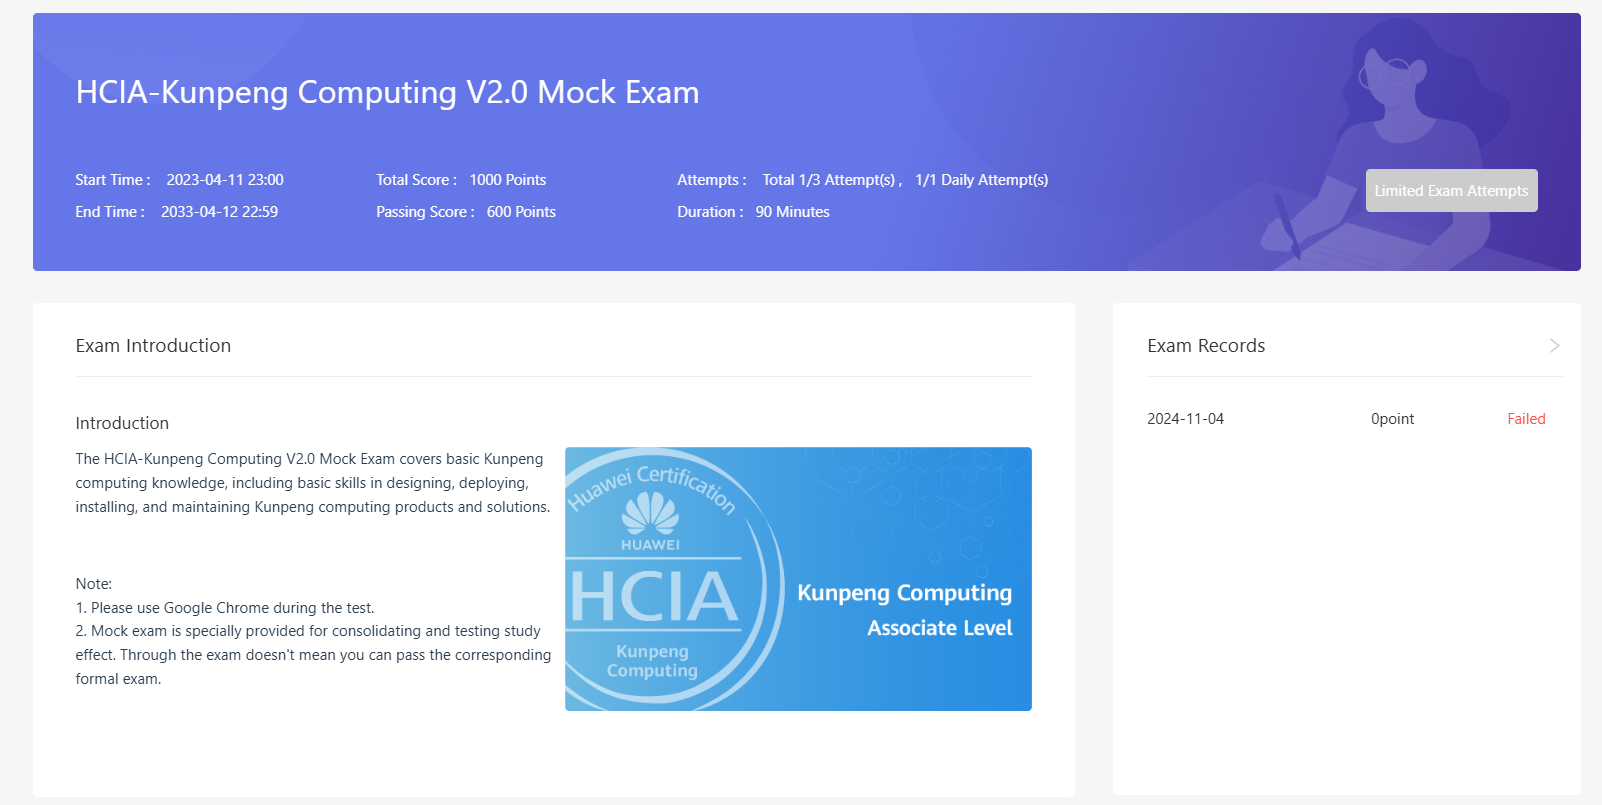 HCIA-Kunpeng Computing V2.0 Mock Exam
Start Time : 2023-04-11 23:00
Total Score : 1000 Points
Attempts : Total 1/3 Attempt(s) , 1/1 Daily Attempt(s)
End Time : 2033-04-12 22:59
Passing Score : 600 Points
Duration : 90 Minutes
Limited Exam Attempts
Exam Introduction
Introduction
The HCIA-Kunpeng Computing V2.0 Mock Exam covers basic Kunpeng
computing knowledge, including basic skills in designing, deploying,
installing, and maintaining Kunpeng computing products and solutions.
Note:
1. Please use Google Chrome during the test.
2. Mock exam is specially provided for consolidating and testing study
effect. Through the exam doesn't mean you can pass the corresponding
formal exam.
Huawei Certification
HUAWEI
HCIA
Kunpeng
Computing
Kunpeng Computing
Associate Level
Exam Records
2024-11-04 0point Failed